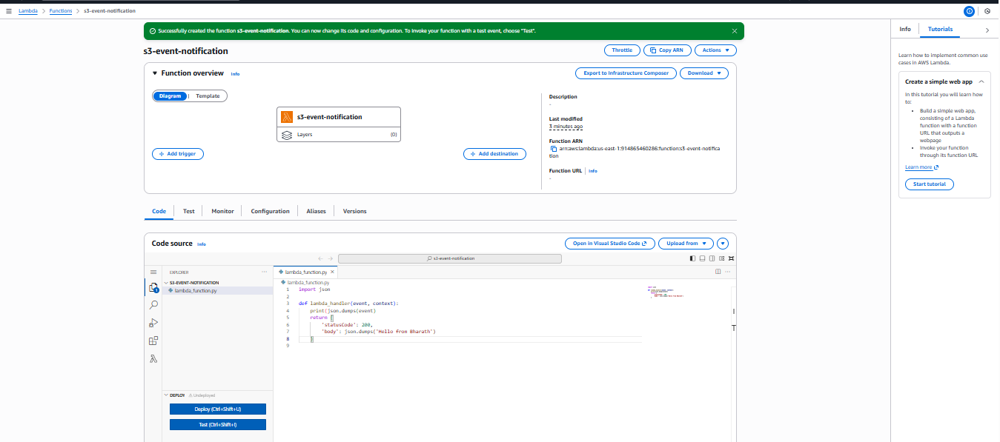 Lambda > Functions > s3-event-notification
Successfully created the function s3-event-notification. You can now change its code and configuration. To invoke your function with a test event, choose "Test".
s3-event-notification
Throttle Copy ARN Actions
Function overview Info
Export to Infrastructure Composer Download
Diagram Template
s3-event-notification
Layers (0)
Add trigger
Add destination
Description
-
Last modified
3 minutes ago
Function ARN
arn:aws:lambda:us-east-1:914865460286:function:s3-event-notifica
tion
Function URL Info
-
Code Test Monitor Configuration Aliases Versions
Code source Info
Open in Visual Studio Code Upload from
s3-event-notification
EXPLORER
S3-EVENT-NOTIFICATION
lambda_function.py
DEPLOY Undeployed
Deploy (Ctrl+Shift+U)
Test (Ctrl+Shift+I)
lambda_function.py
lambda_function.py
1 import json
2
3 def lambda_handler(event, context):
4 print(json.dumps(event)
5 return {
6 'statusCode': 200,
7 'body': json.dumps('Hello from Bharath')
8 }
9
Info Tutorials
Learn how to implement common use
cases in AWS Lambda.
Create a simple web app
In this tutorial you will learn how
to:
• Build a simple web app,
consisting of a Lambda
function with a function
URL that outputs a
webpage
• Invoke your function
through its function URL
Learn more
Start tutorial